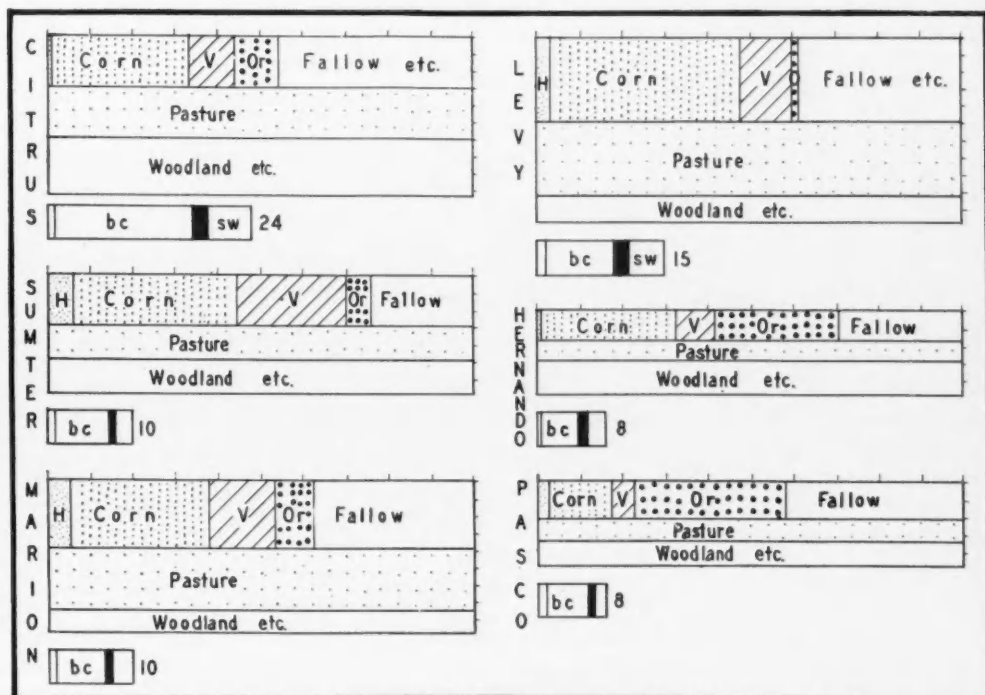 CITRUS
Corn V Or Fallow etc.
Pasture
Woodland etc.
bc sw 24
SUMTER
H Corn V Or Fallow
Pasture
Woodland etc.
bc 10
MARION
H Corn V Or Fallow
Pasture
Woodland etc.
bc 10
LEVY
H Corn V O Fallow etc.
Pasture
Woodland etc.
bc sw 15
HERNANDO
Corn V Or Fallow
Pasture
Woodland etc.
bc 8
PASCO
Corn V Or Fallow
Pasture
Woodland etc.
bc 8